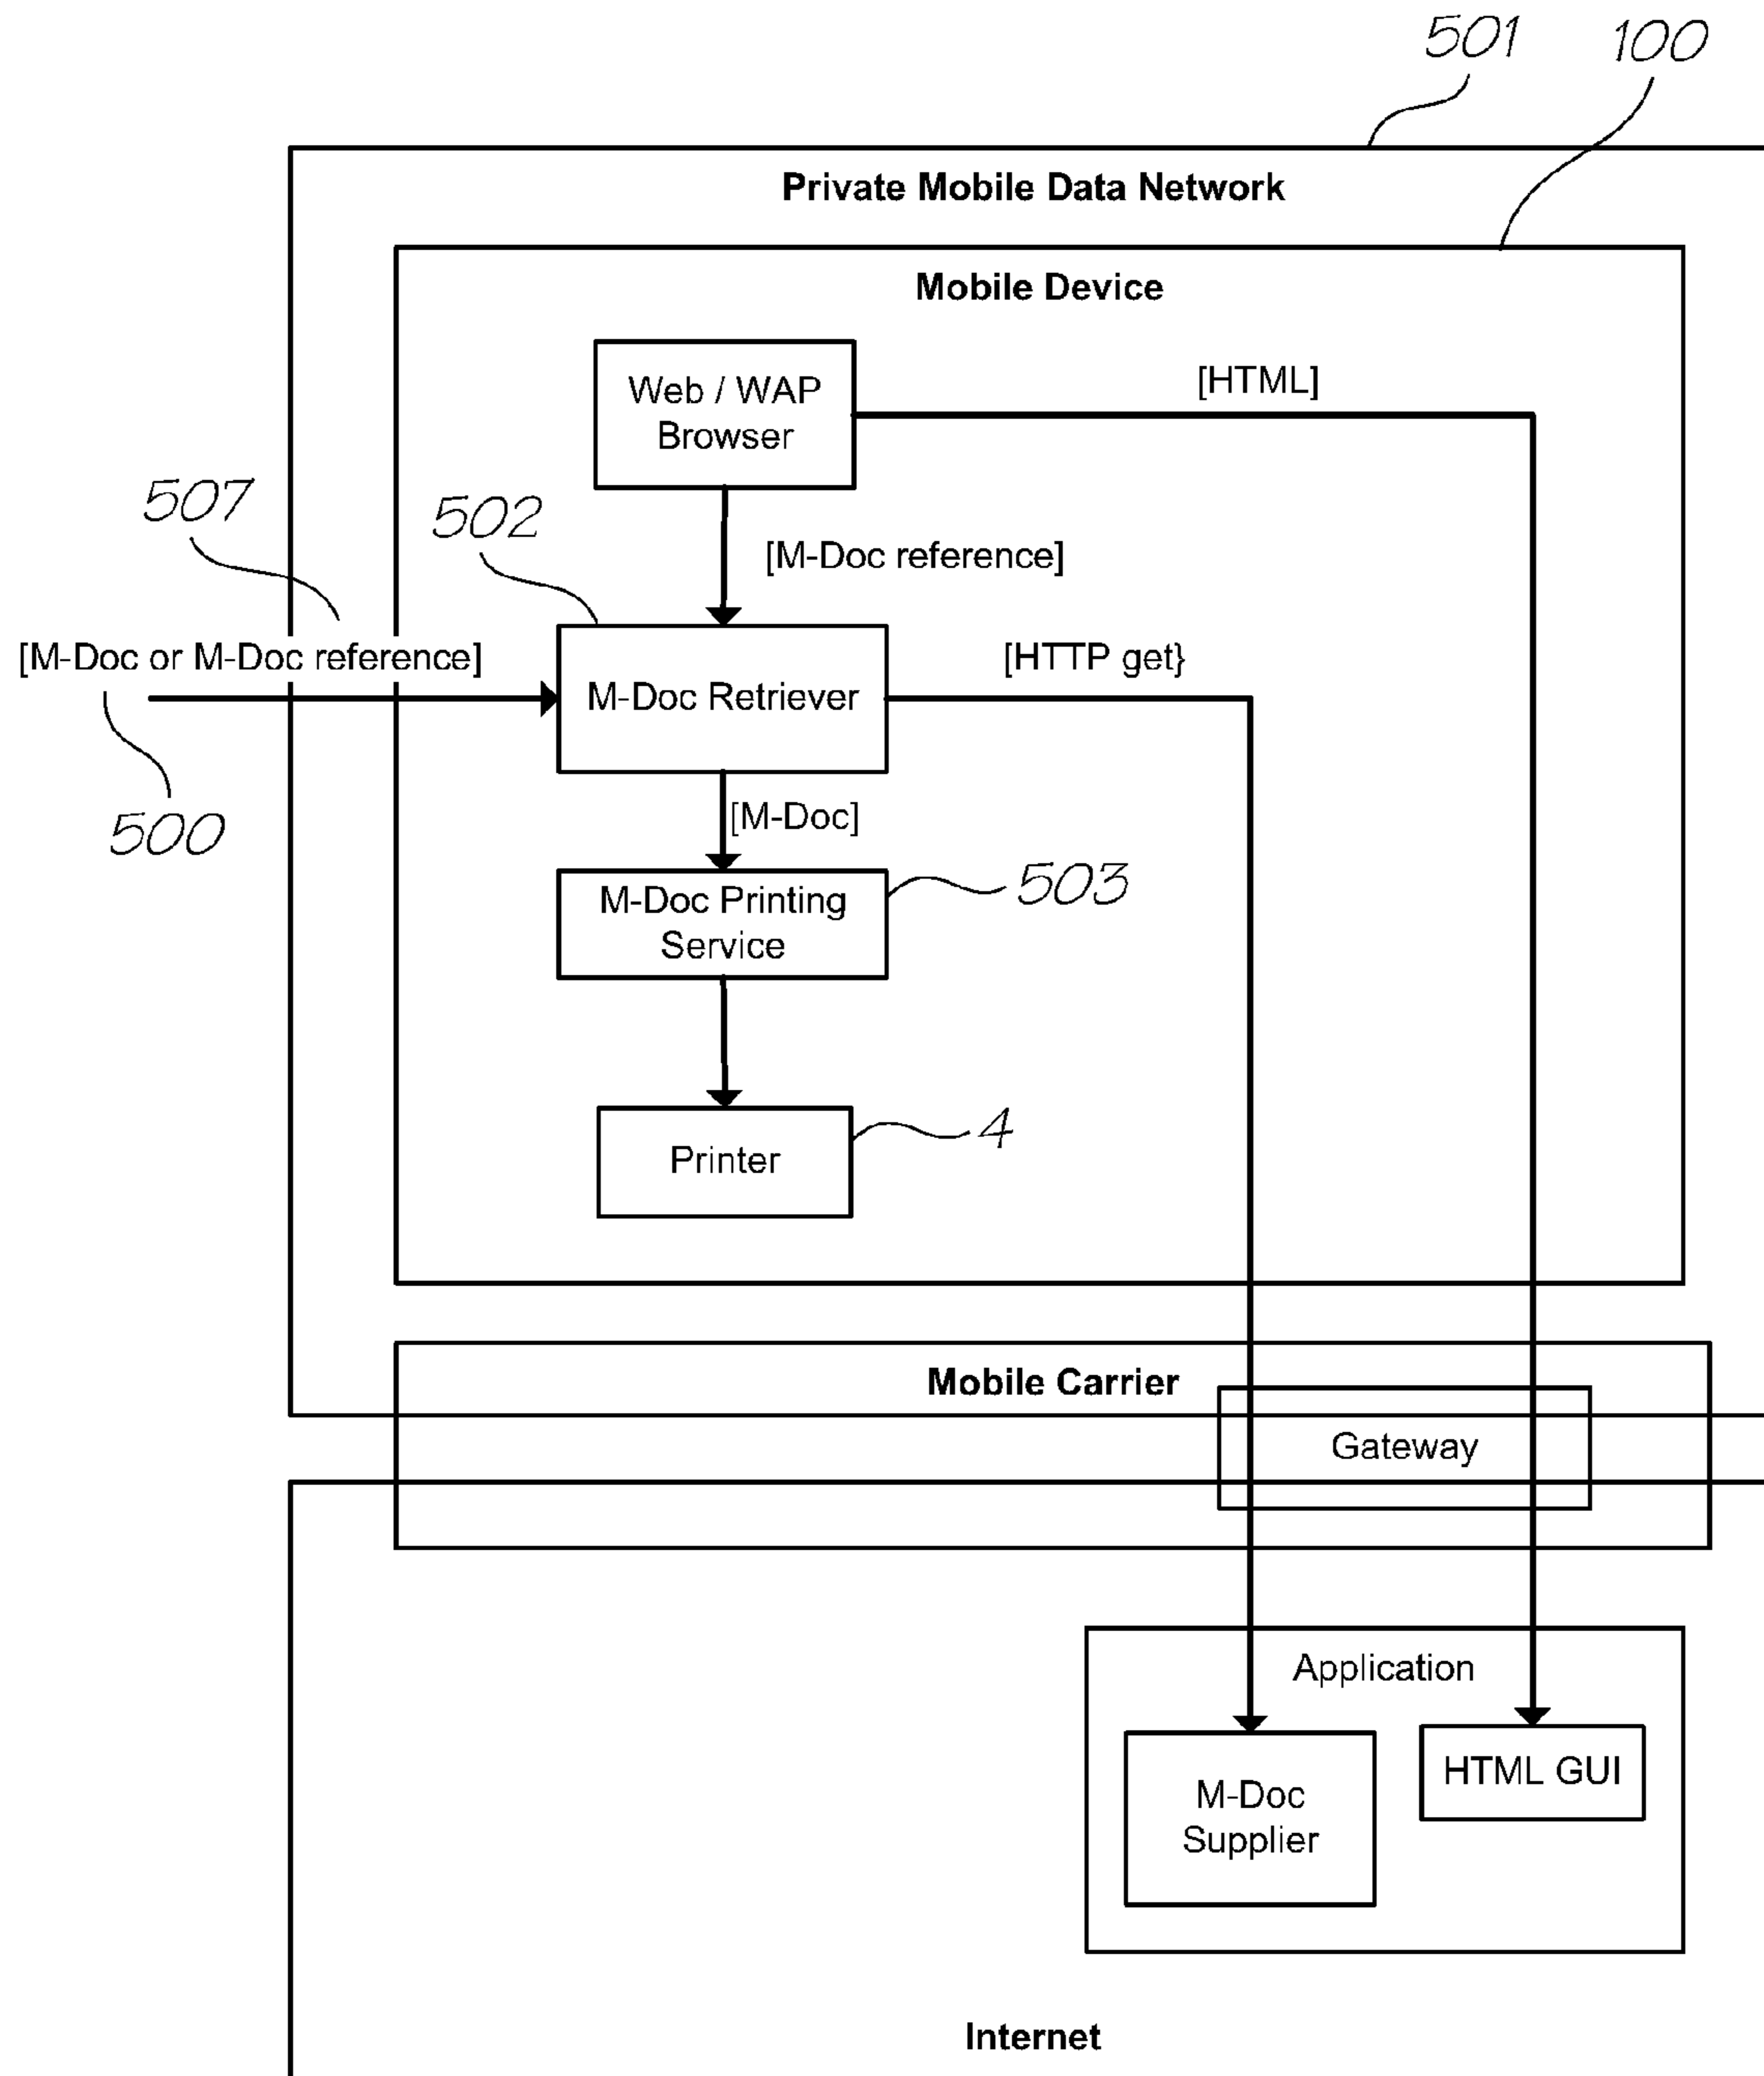 501
100
Private Mobile Data Network
Mobile Device
Web / WAP
Browser
[HTML]
507
502
[M-Doc reference]
[M-Doc or M-Doc reference]
M-Doc Retriever
[HTTP get}
500
[M-Doc]
M-Doc Printing
Service
503
Printer
4
Mobile Carrier
Gateway
Application
M-Doc
Supplier
HTML GUI
Internet